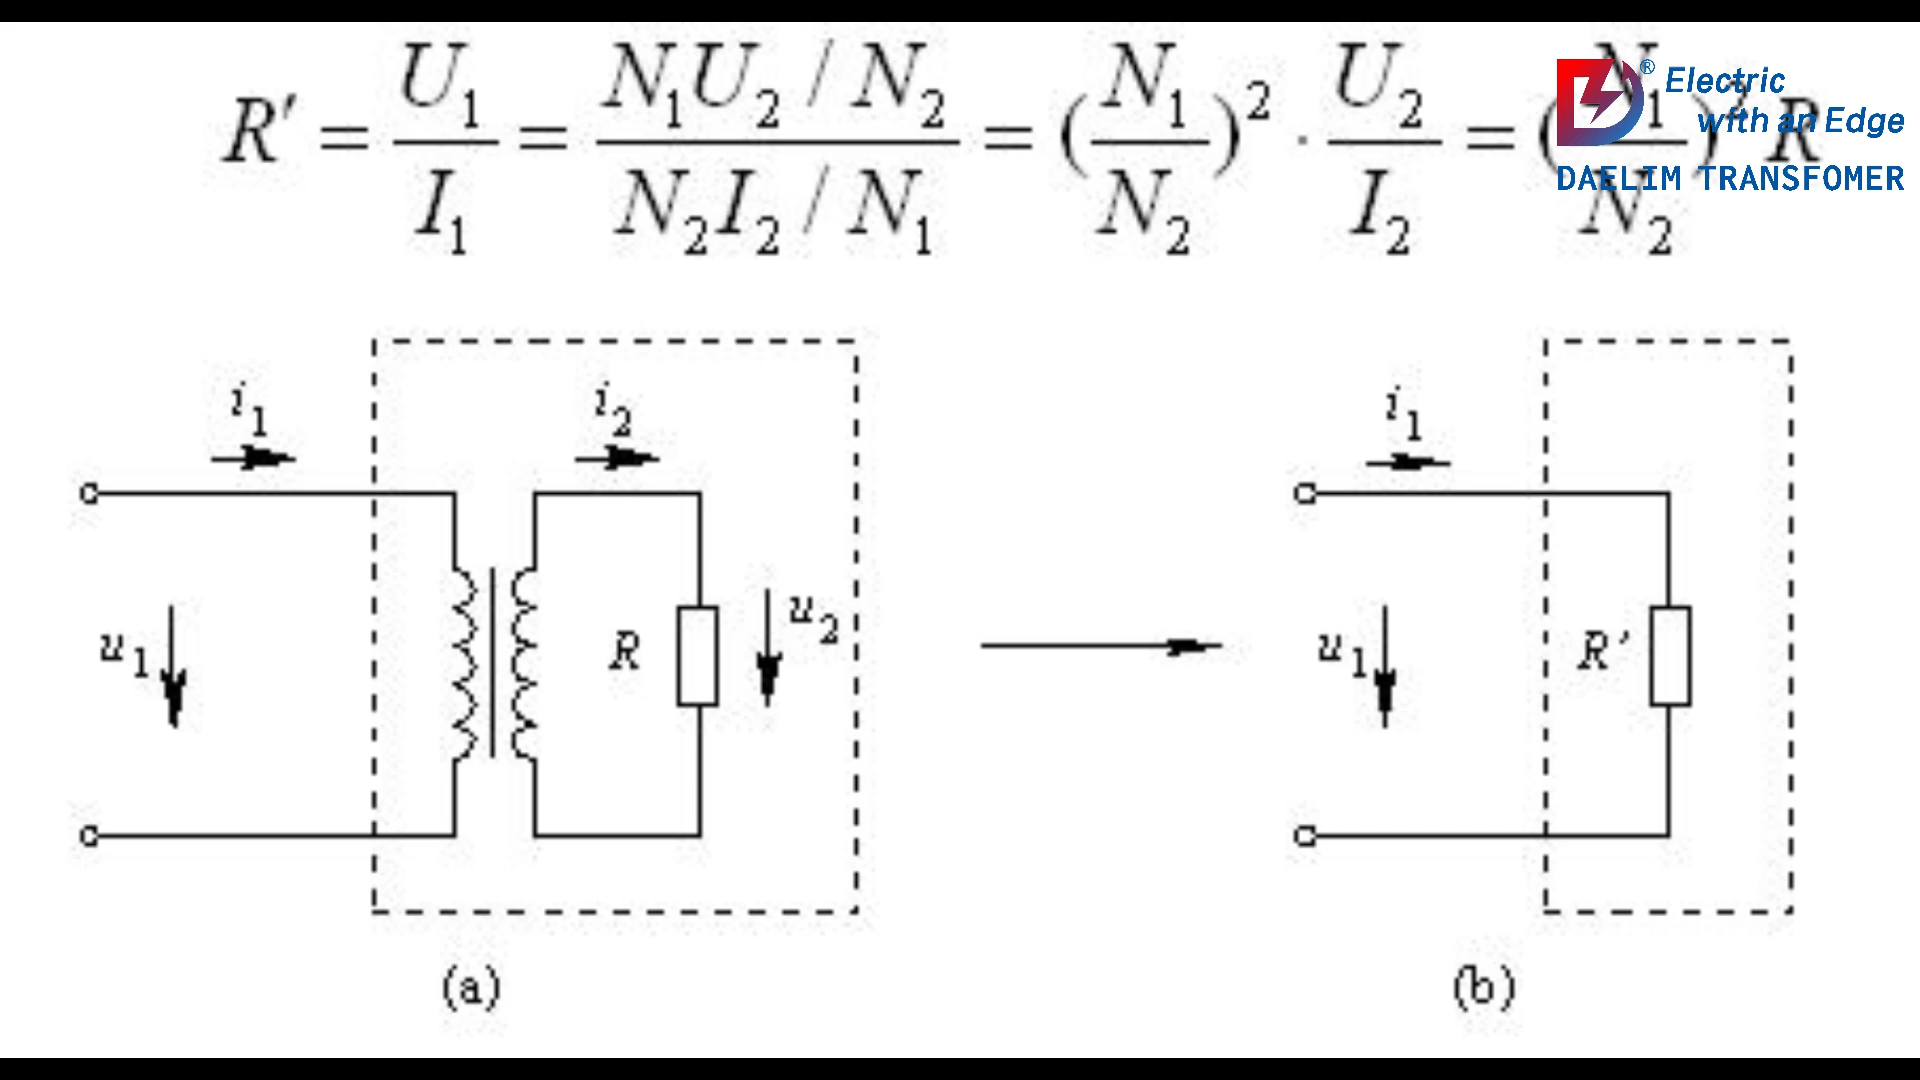 R' = U₁ / I₁ = (N₁U₂ / N₂) / (N₂I₂ / N₁) = (N₁ / N₂)² · U₂ / I₂ = (N₁ / N₂)² R
® Electric
with an Edge
DAELIM TRANSFOMER
i₁ i₂ i₁
u₁ R u₂ u₁ R'
(a) (b)